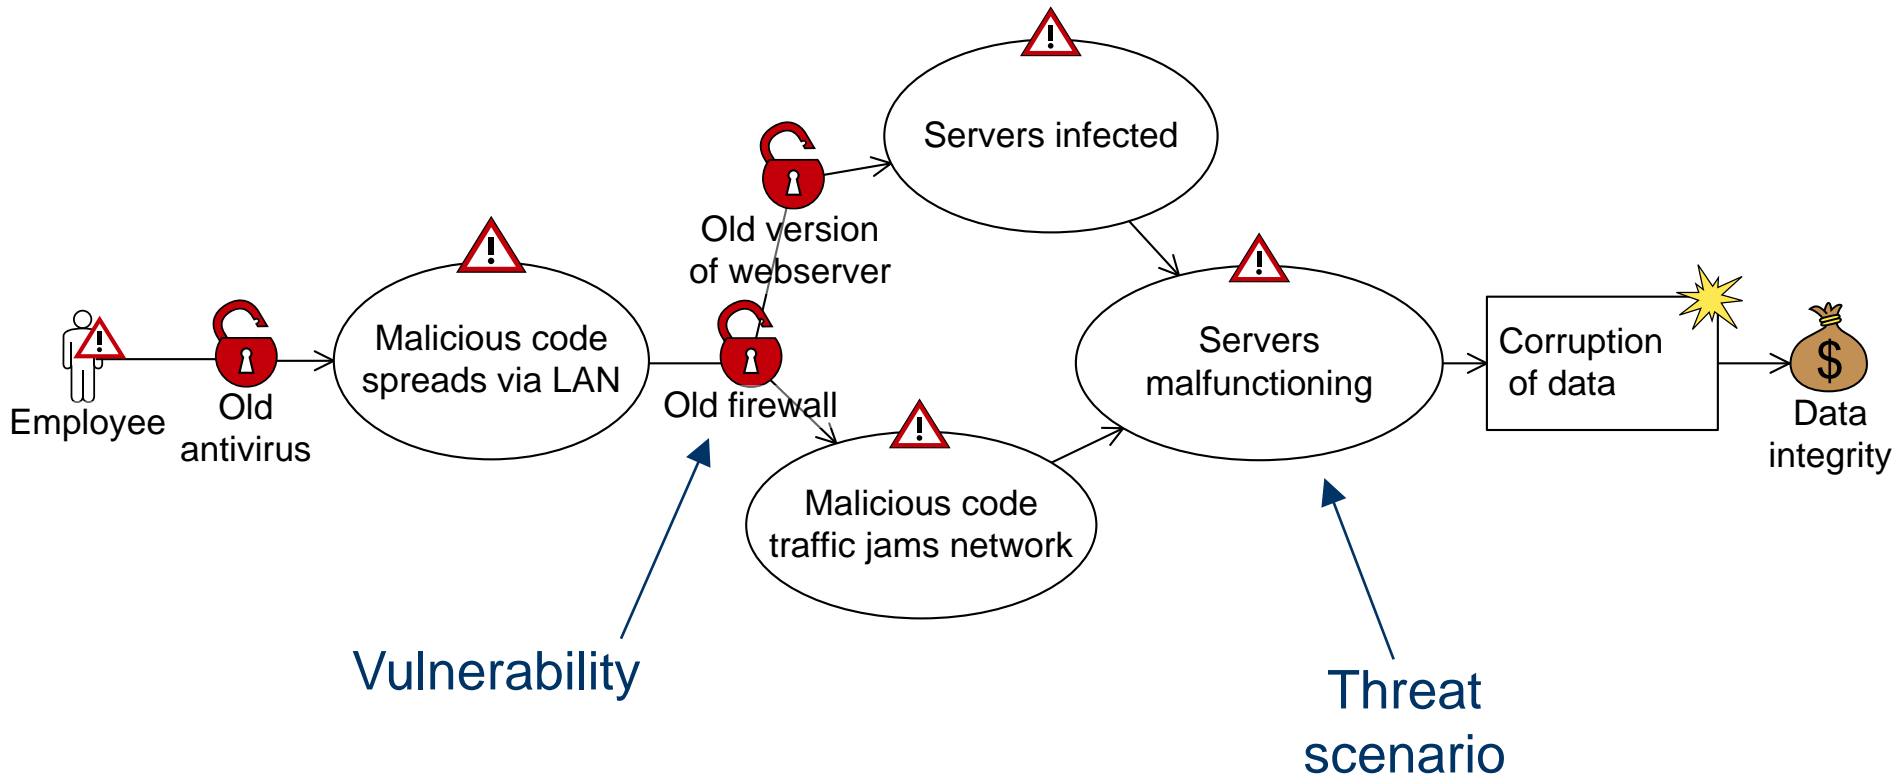 Servers infected
Old version
of webserver
Malicious code
spreads via LAN
Employee
Old
antivirus
Old firewall
Servers
malfunctioning
Corruption
of data
$
Data
integrity
Malicious code
traffic jams network
Vulnerability
Threat
scenario